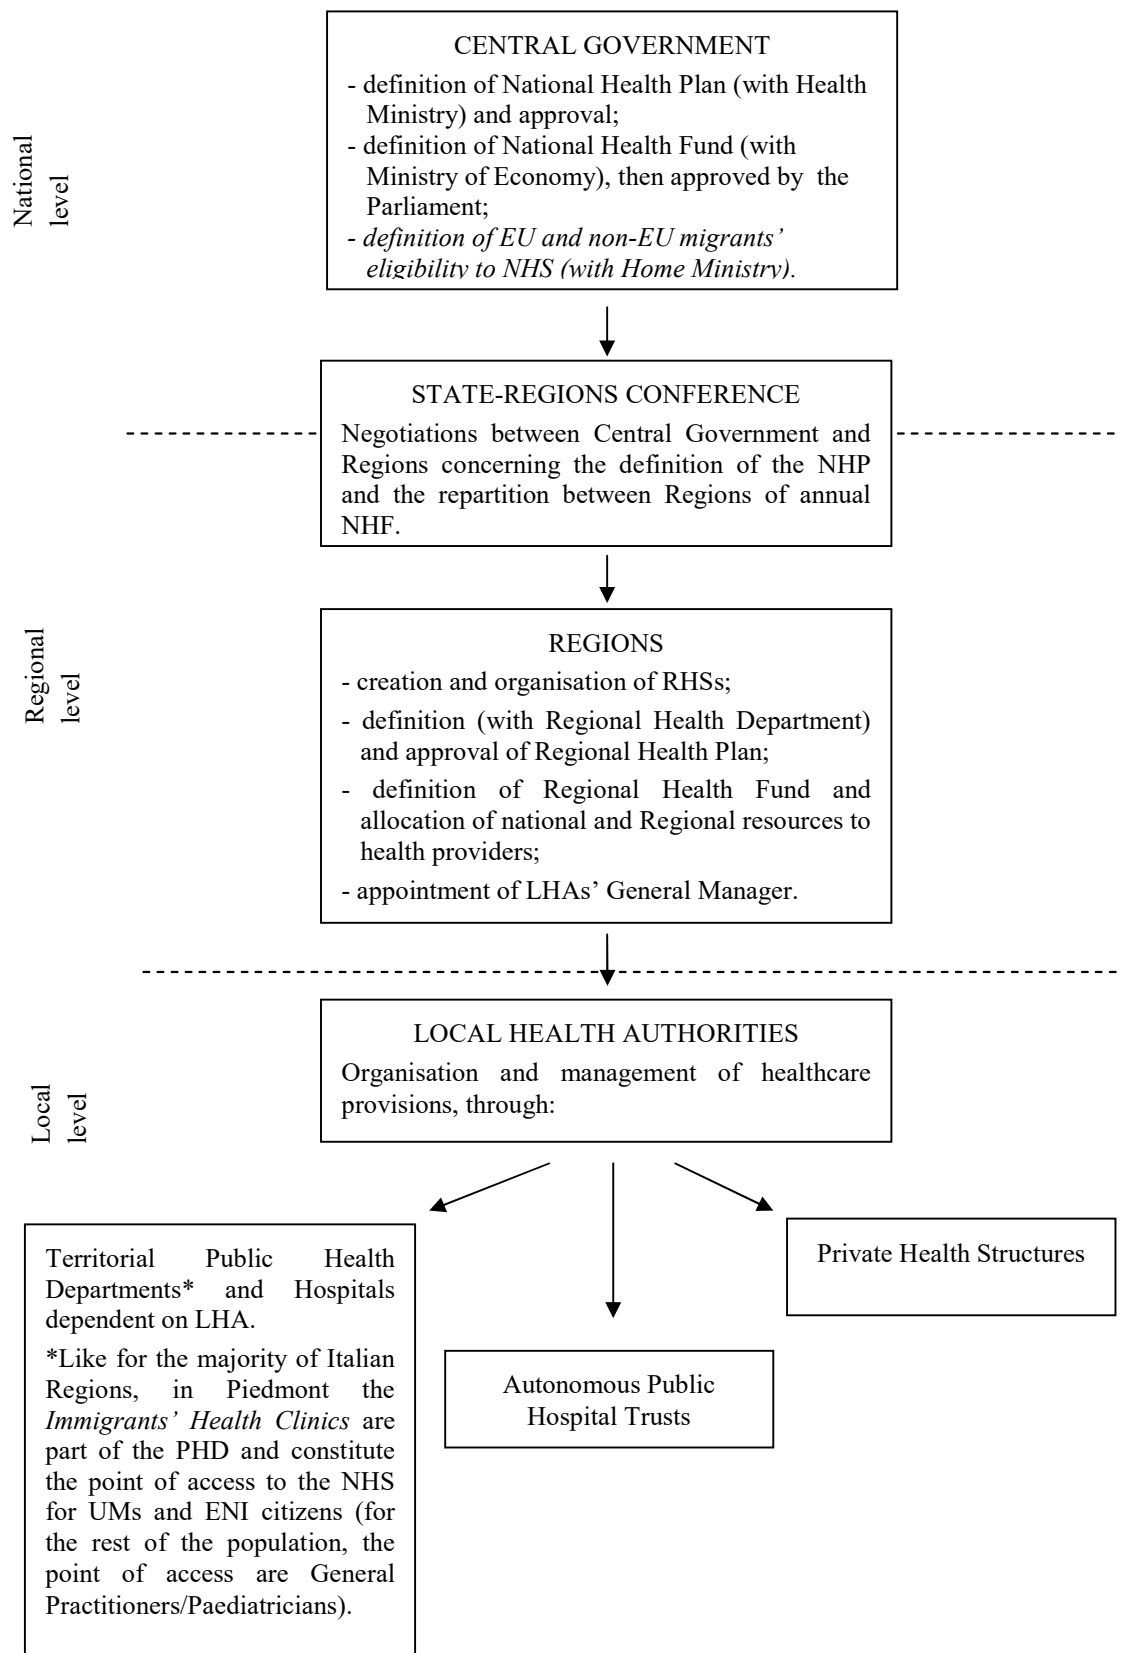 National
level
CENTRAL GOVERNMENT
- definition of National Health Plan (with Health
Ministry) and approval;
- definition of National Health Fund (with
Ministry of Economy), then approved by the
Parliament;
- definition of EU and non-EU migrants’
eligibility to NHS (with Home Ministry).
STATE-REGIONS CONFERENCE
Negotiations between Central Government and
Regions concerning the definition of the NHP
and the repartition between Regions of annual
NHF.
Regional
level
REGIONS
- creation and organisation of RHSs;
- definition (with Regional Health Department)
and approval of Regional Health Plan;
- definition of Regional Health Fund and
allocation of national and Regional resources to
health providers;
- appointment of LHAs’ General Manager.
Local
level
LOCAL HEALTH AUTHORITIES
Organisation and management of healthcare
provisions, through:
Territorial Public Health
Departments* and Hospitals
dependent on LHA.
*Like for the majority of Italian
Regions, in Piedmont the
Immigrants’ Health Clinics are
part of the PHD and constitute
the point of access to the NHS
for UMs and ENI citizens (for
the rest of the population, the
point of access are General
Practitioners/Paediatricians).
Autonomous Public
Hospital Trusts
Private Health Structures